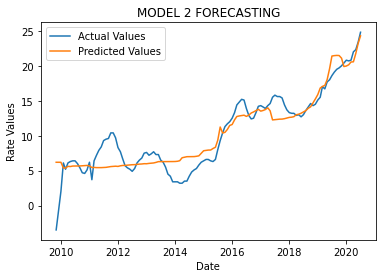 MODEL 2 FORECASTING
Actual Values
Predicted Values
Rate Values
25
20
15
10
5
0
2010
2012
2014
2016
2018
2020
Date